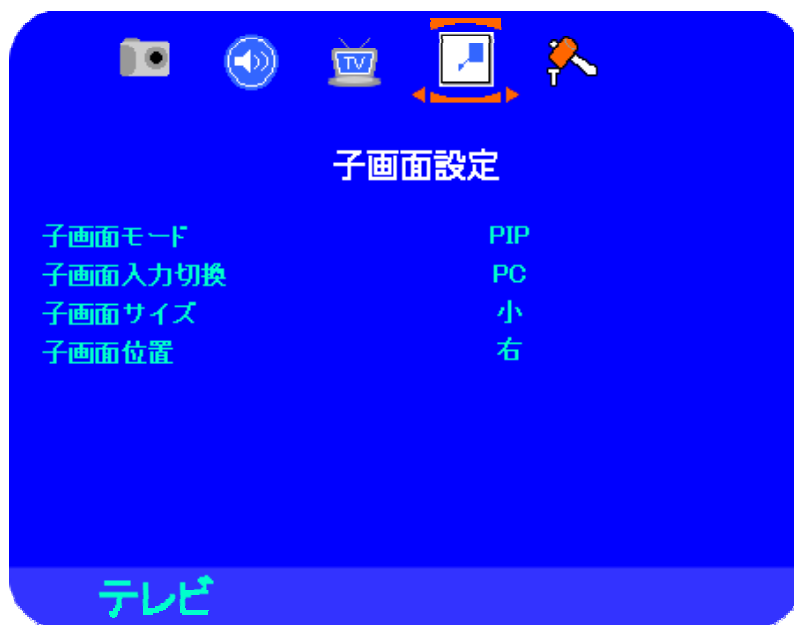 TV
子画面設定
子画面モード PIP
子画面入力切換 PC
子画面サイズ 小
子画面位置 右
テレビ